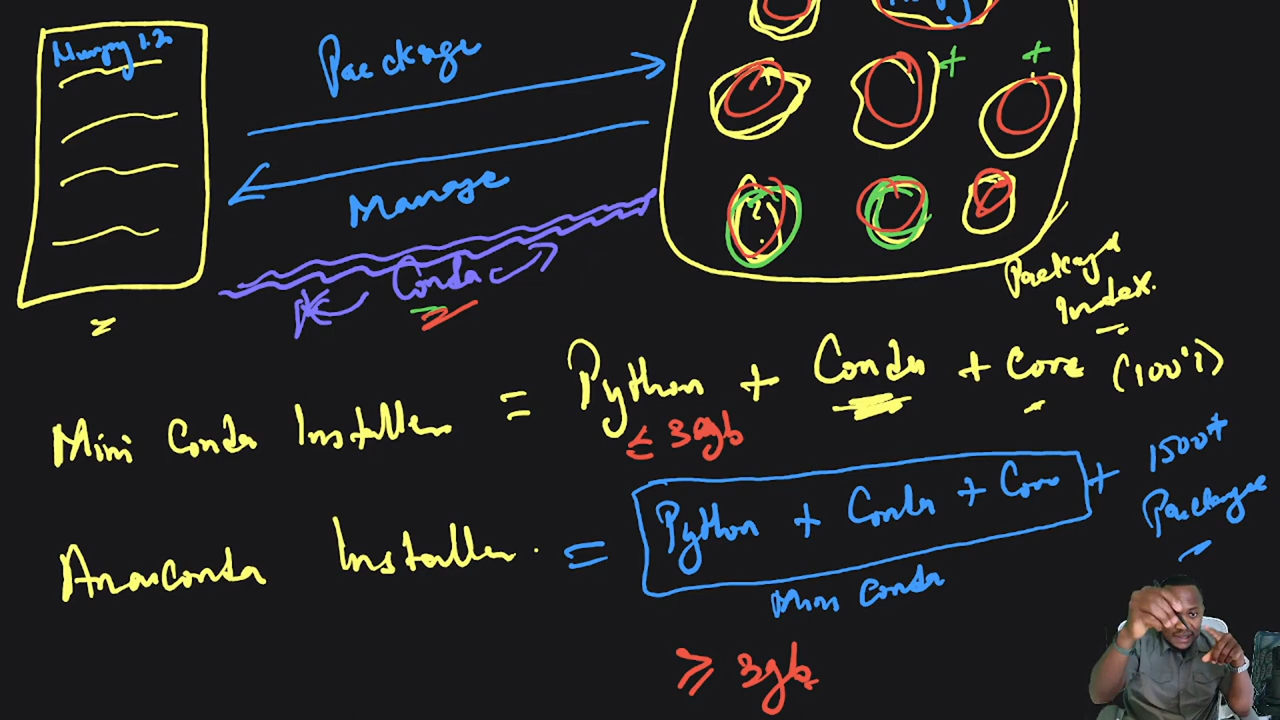 Numpy 1.20
Package
Manage
Conda
Package
Index.
Mini Conda Installer = Python + Conda + core (100's)
≤ 3gb
Anaconda Installer = Python + Conda + Core + 1500+
Packages
Mini Conda
≥ 3gb